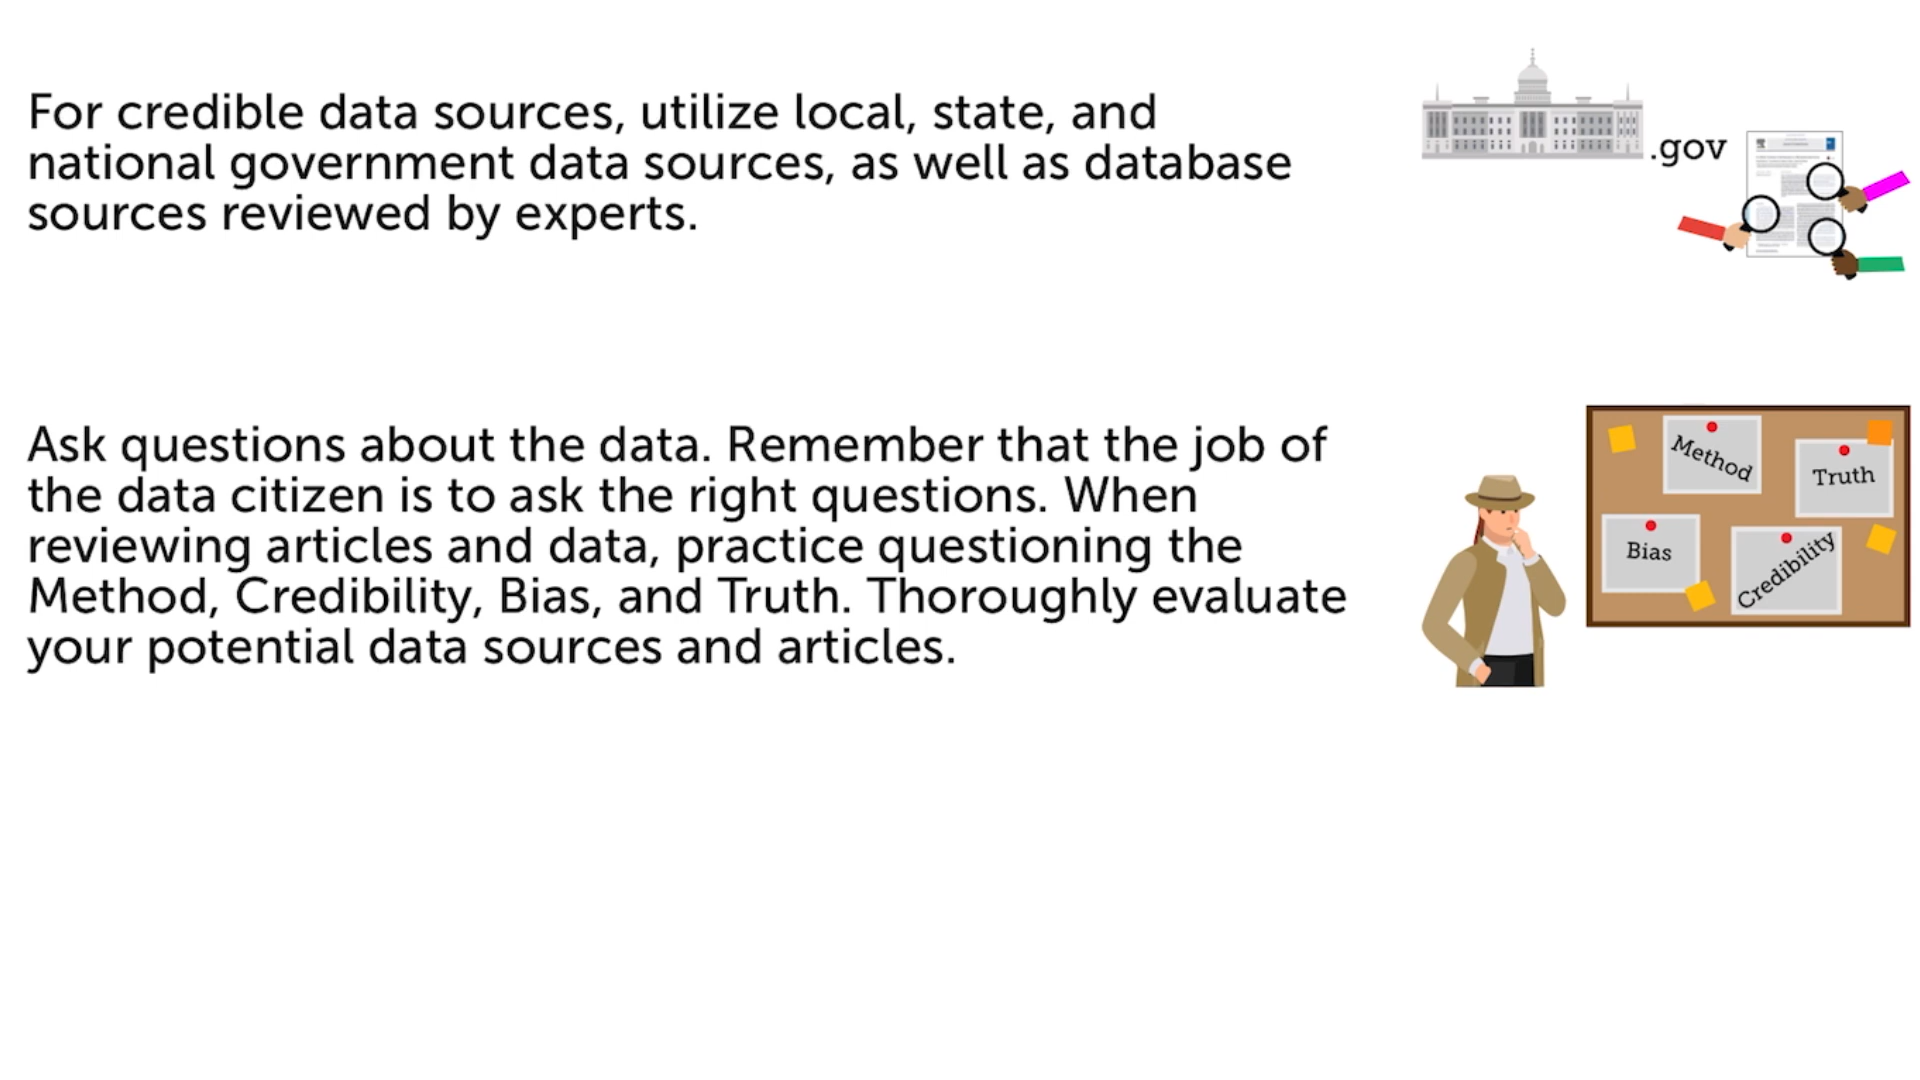 For credible data sources, utilize local, state, and
national government data sources, as well as database
sources reviewed by experts.
.gov
Ask questions about the data. Remember that the job of
the data citizen is to ask the right questions. When
reviewing articles and data, practice questioning the
Method, Credibility, Bias, and Truth. Thoroughly evaluate
your potential data sources and articles.
Method
Truth
Bias
Credibility